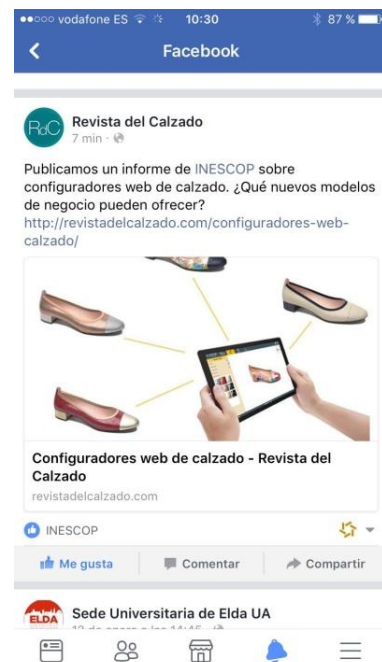 vodafone ES 10:30 87 %
Facebook
RdC
Revista del Calzado
7 min ·
Publicamos un informe de INESCOP sobre
configuradores web de calzado. ¿Qué nuevos modelos
de negocio pueden ofrecer?
http://revistadelcalzado.com/configuradores-web-
calzado/
Configuradores web de calzado - Revista del
Calzado
revistadelcalzado.com
INESCOP
Me gusta Comentar Compartir
ELDA
Sede Universitaria de Elda UA